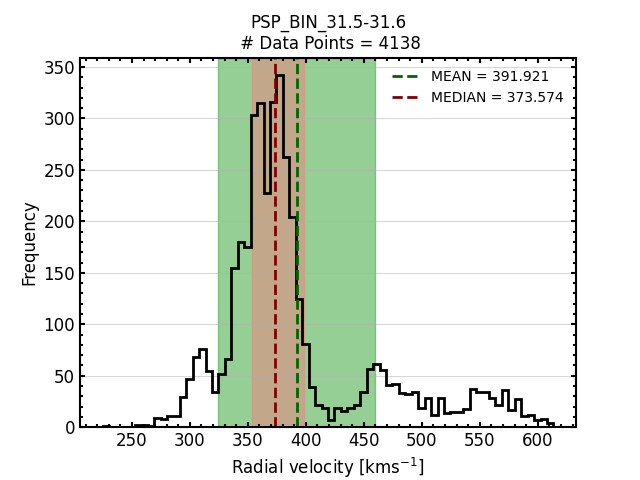 PSP_BIN_31.5-31.6
# Data Points = 4138
MEAN = 391.921
MEDIAN = 373.574
350
300
250
200
150
100
50
0
Frequency
250 300 350 400 450 500 550 600
Radial velocity [kms⁻¹]